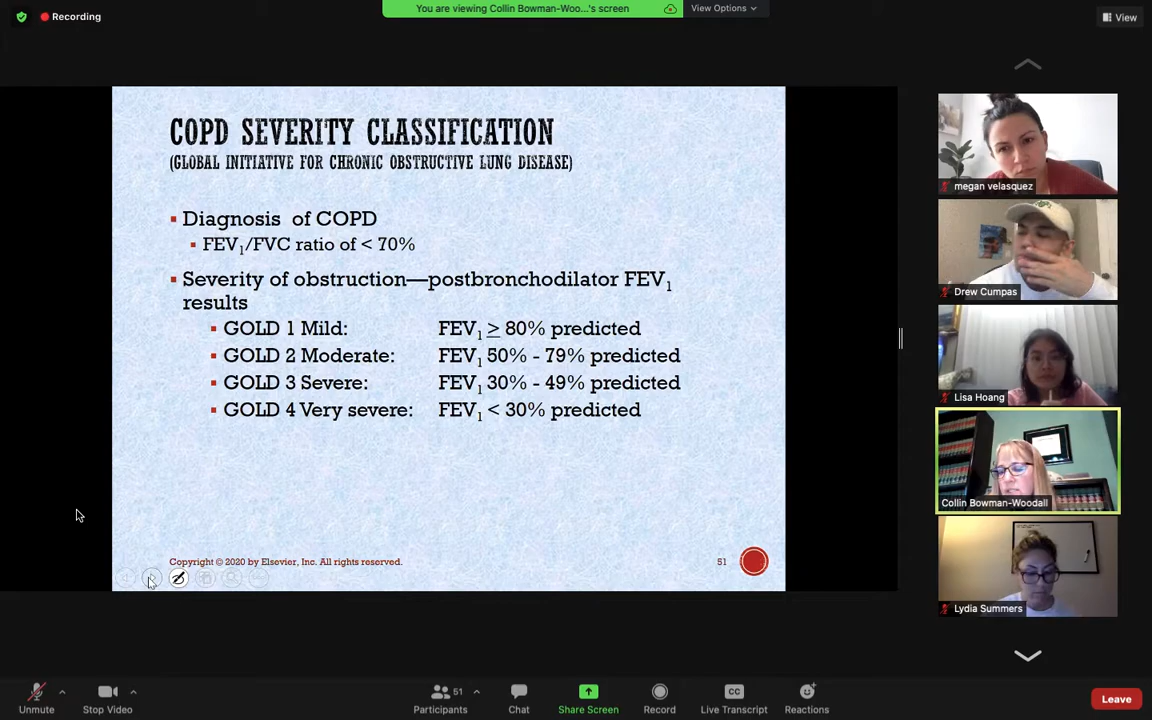 Recording
You are viewing Collin Bowman-Woo...'s screen
View Options
View
COPD SEVERITY CLASSIFICATION
(GLOBAL INITIATIVE FOR CHRONIC OBSTRUCTIVE LUNG DISEASE)
Diagnosis of COPD
FEV1/FVC ratio of < 70%
Severity of obstruction—postbronchodilator FEV1
results
GOLD 1 Mild: FEV1 ≥ 80% predicted
GOLD 2 Moderate: FEV1 50% - 79% predicted
GOLD 3 Severe: FEV1 30% - 49% predicted
GOLD 4 Very severe: FEV1 < 30% predicted
Copyright © 2020 by Elsevier, Inc. All rights reserved.
51
megan velasquez
Drew Cumpas
Lisa Hoang
Collin Bowman-Woodall
Lydia Summers
Unmute
Stop Video
51
Participants
Chat
Share Screen
Record
CC
Live Transcript
Reactions
Leave